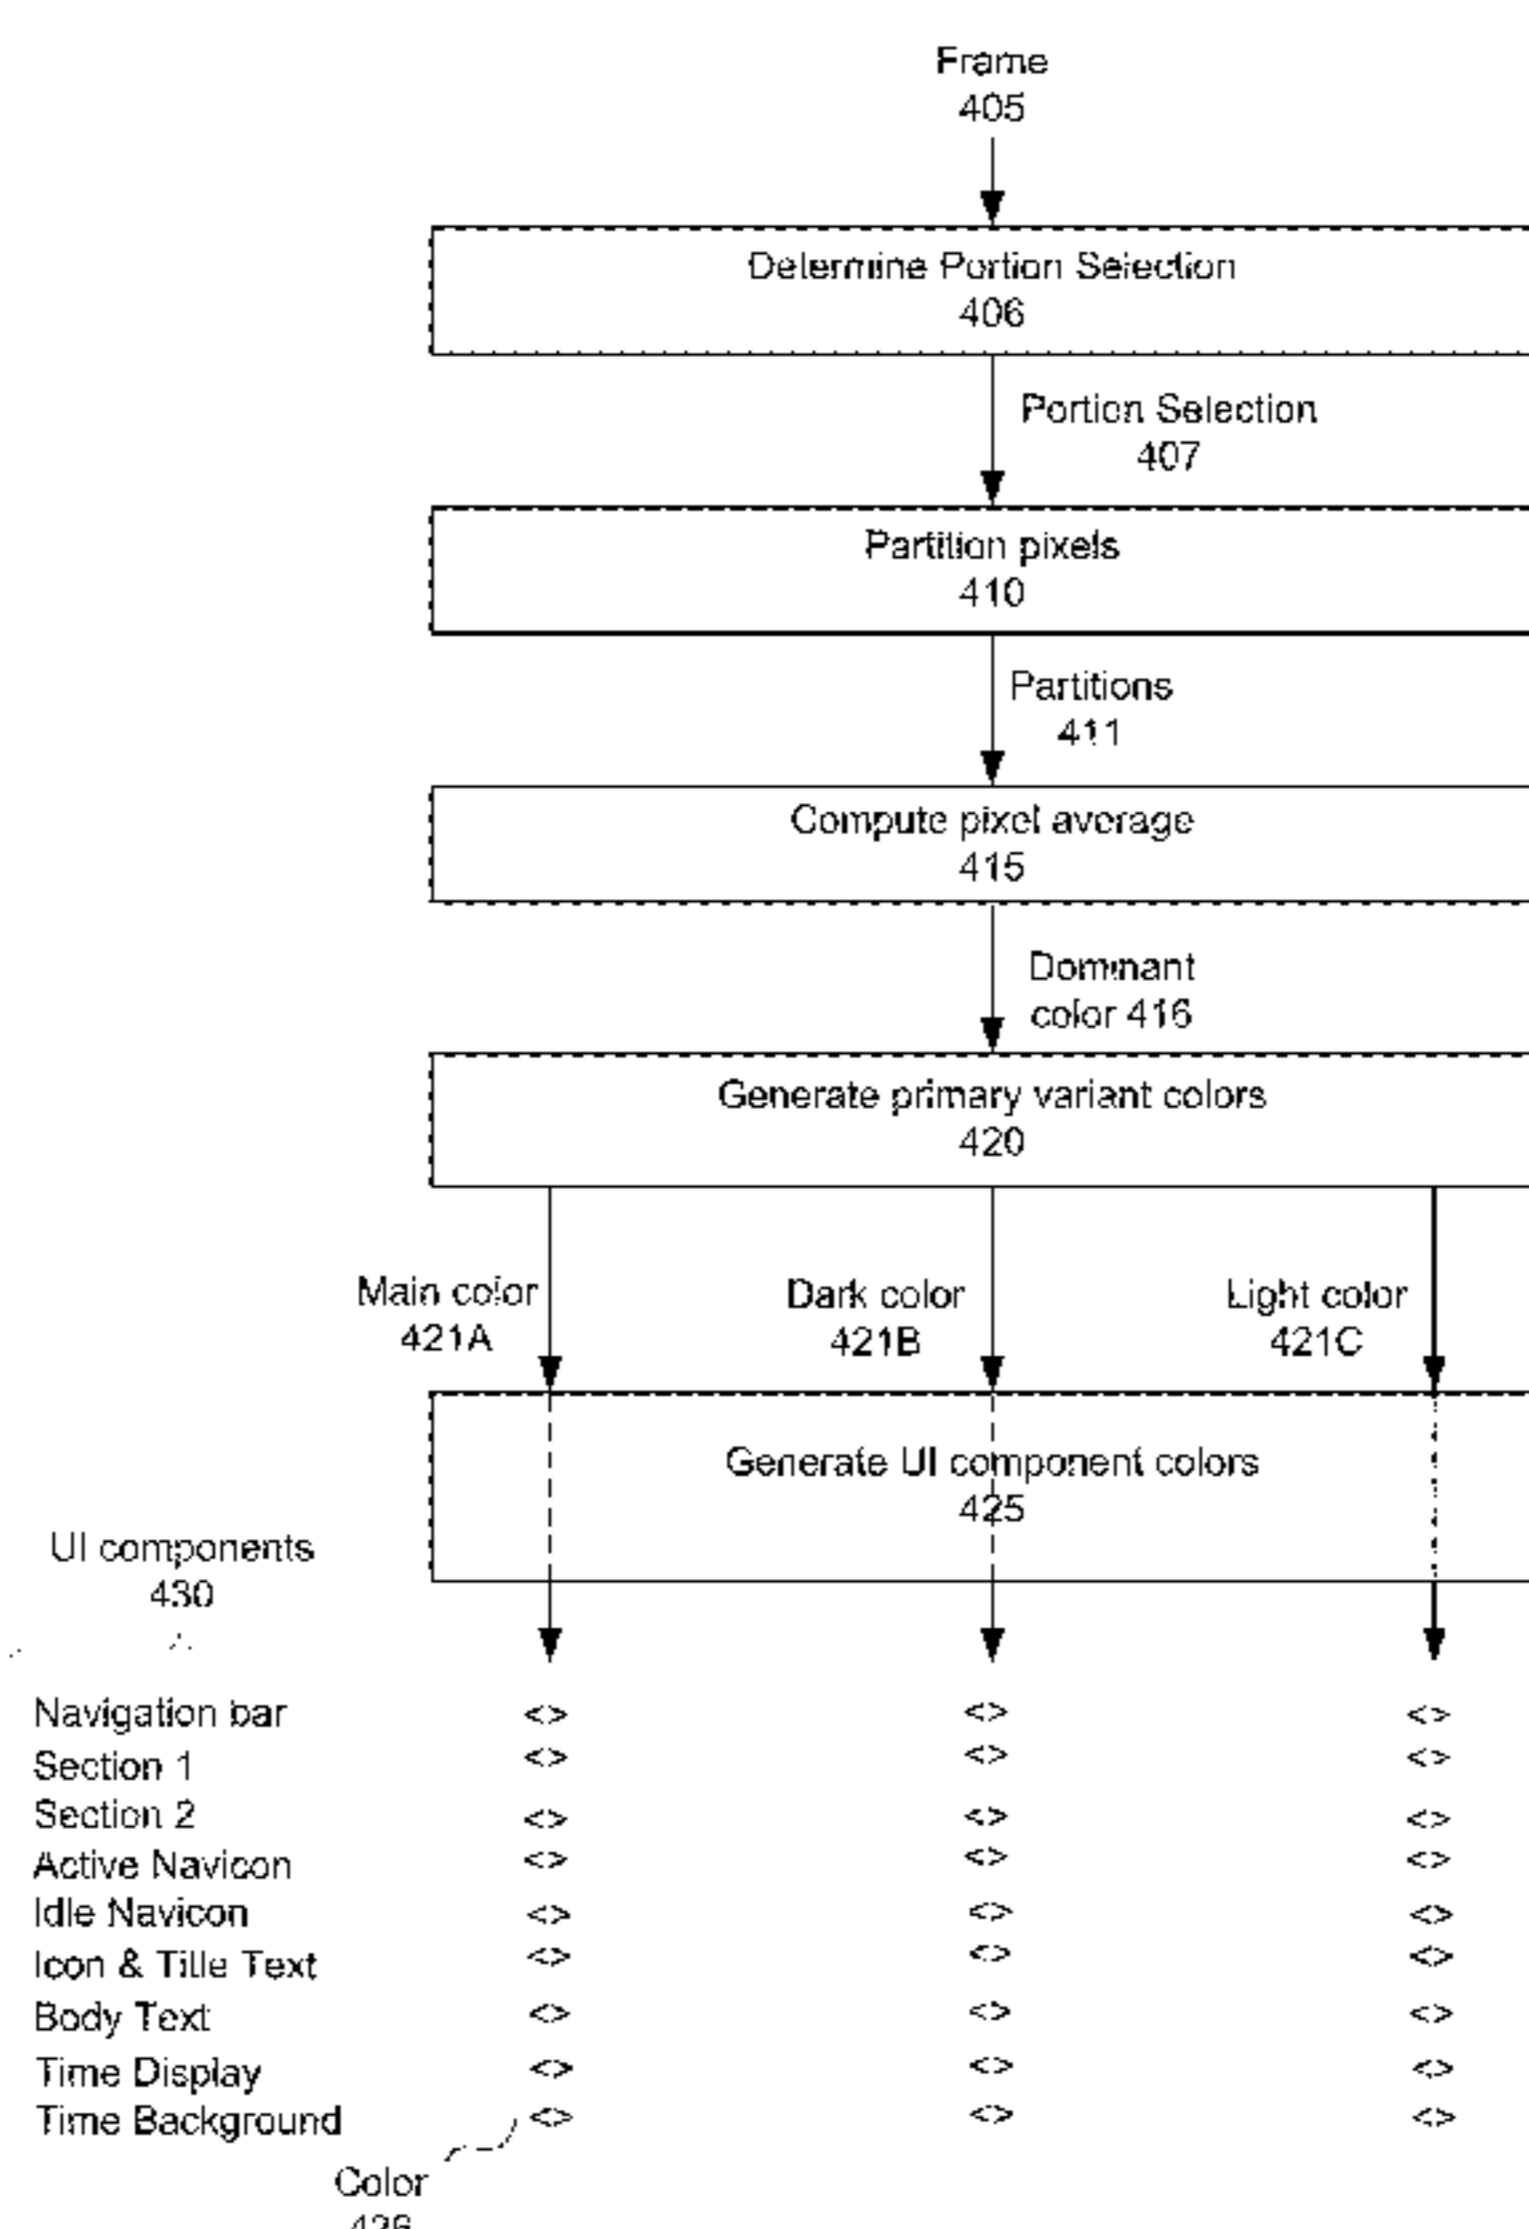 Frame
405
Determine Portion Selection
406
Portion Selection
407
Partition pixels
410
Partitions
411
Compute pixel average
415
Dominant
color 416
Generate primary variant colors
420
Main color
421A
Dark color
421B
Light color
421C
Generate UI component colors
425
UI components
430
Navigation bar <> <> <>
Section 1 <> <> <>
Section 2 <> <> <>
Active Navicon <> <> <>
Idle Navicon <> <> <>
Icon & Title Text <> <> <>
Body Text <> <> <>
Time Display <> <> <>
Time Background <> <> <>
Color